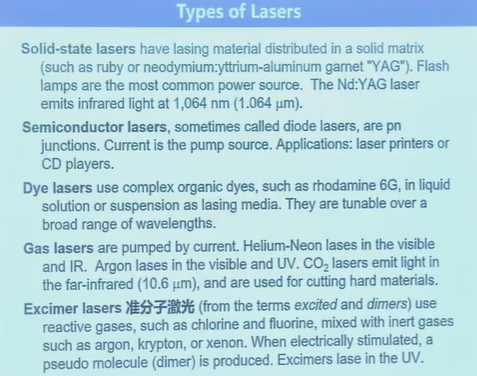 Types of Lasers
Solid-state lasers have lasing material distributed in a solid matrix
(such as ruby or neodymium:yttrium-aluminum garnet "YAG"). Flash
lamps are the most common power source. The Nd:YAG laser
emits infrared light at 1,064 nm (1.064 μm).
Semiconductor lasers, sometimes called diode lasers, are pn
junctions. Current is the pump source. Applications: laser printers or
CD players.
Dye lasers use complex organic dyes, such as rhodamine 6G, in liquid
solution or suspension as lasing media. They are tunable over a
broad range of wavelengths.
Gas lasers are pumped by current. Helium-Neon lases in the visible
and IR. Argon lases in the visible and UV. CO₂ lasers emit light in
the far-infrared (10.6 μm), and are used for cutting hard materials.
Excimer lasers 准分子激光 (from the terms excited and dimers) use
reactive gases, such as chlorine and fluorine, mixed with inert gases
such as argon, krypton, or xenon. When electrically stimulated, a
pseudo molecule (dimer) is produced. Excimers lase in the UV.